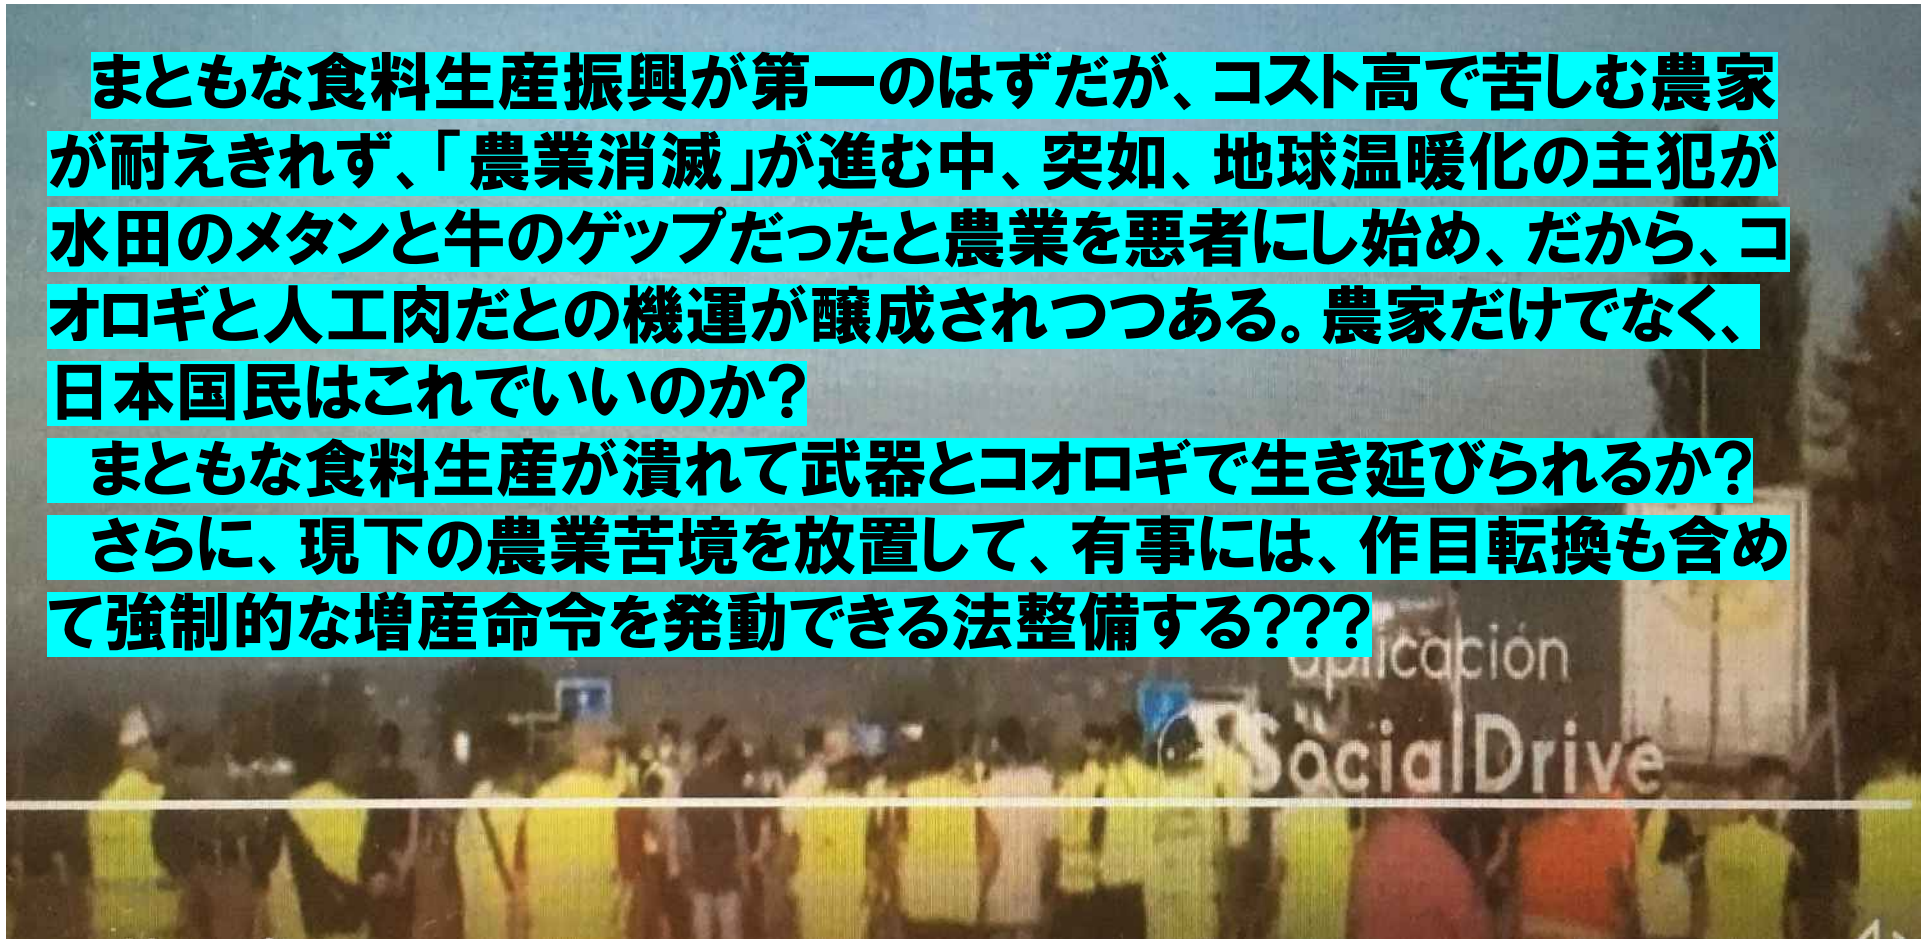 まともな食料生産振興が第一のはずだが、コスト高で苦しむ農家
が耐えきれず、「農業消滅」が進む中、突如、地球温暖化の主犯が
水田のメタンと牛のゲップだったと農業を悪者にし始め、だから、コ
オロギと人工肉だとの機運が醸成されつつある。農家だけでなく、
日本国民はこれでいいのか?
まともな食料生産が潰れて武器とコオロギで生き延びられるか?
さらに、現下の農業苦境を放置して、有事には、作目転換も含め
て強制的な増産命令を発動できる法整備する???
aplicación
SocialDrive